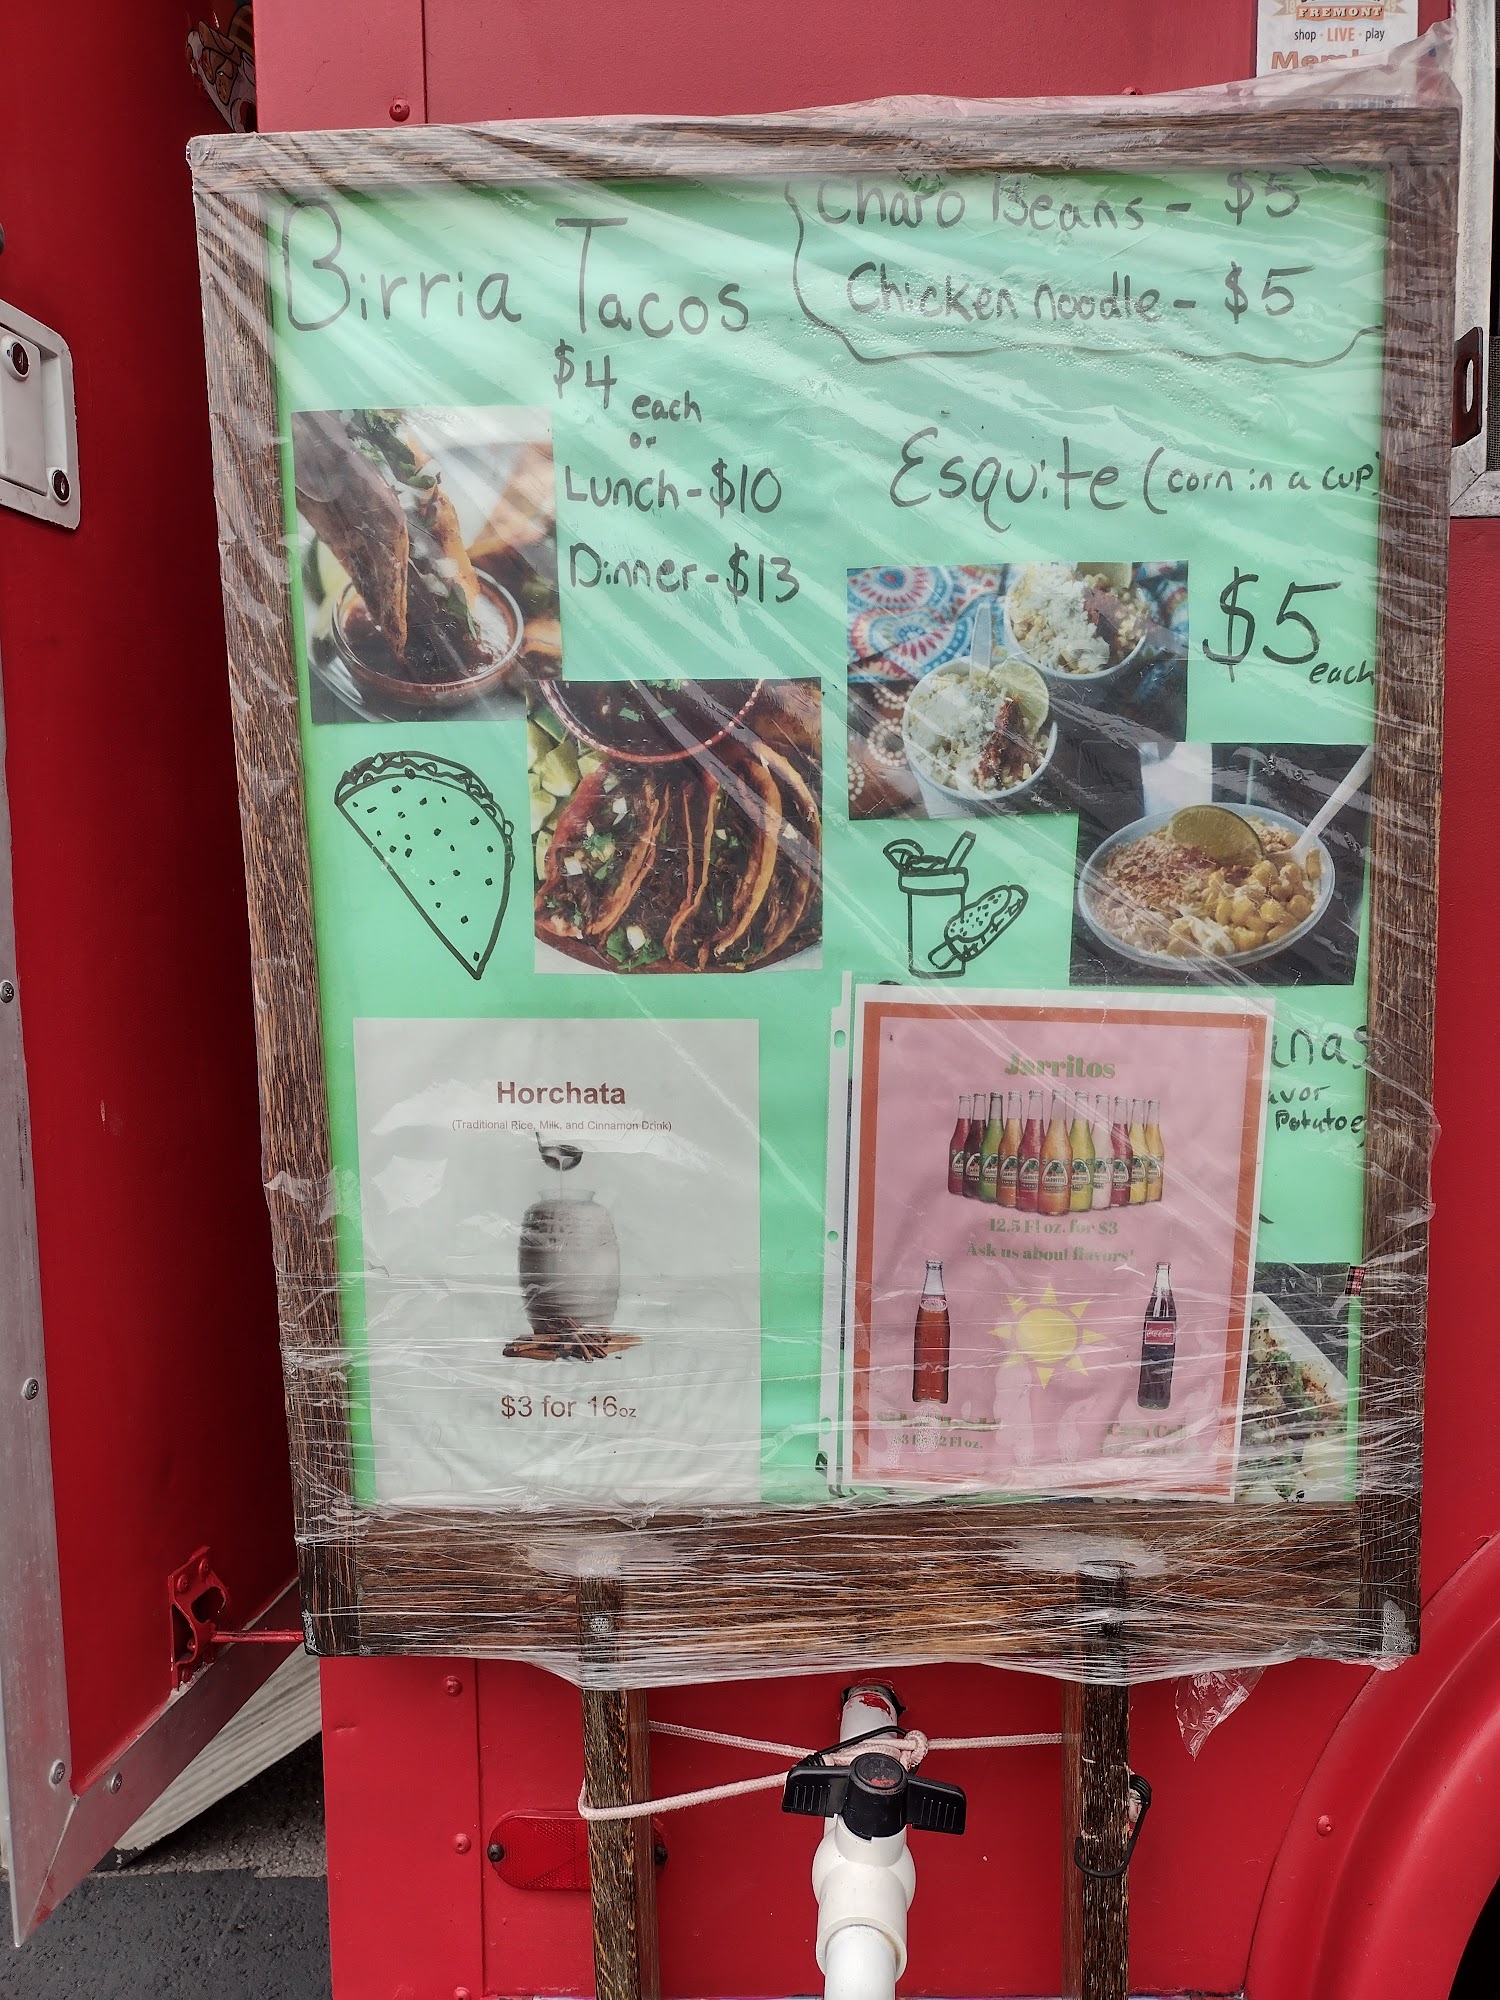 FREMONT
shop · LIVE · play
Birria Tacos
$4 each
or
Lunch - $10
Dinner - $13
Charo Beans - $5
Chicken noodle - $5
Esquite (corn in a cup)
$5 each
Horchata
(Traditional Rice, Milk, and Cinnamon Drink)
$3 for 16oz
Jarritos
12.5 Fl oz. for $3
Ask us about flavors!
Potatoe